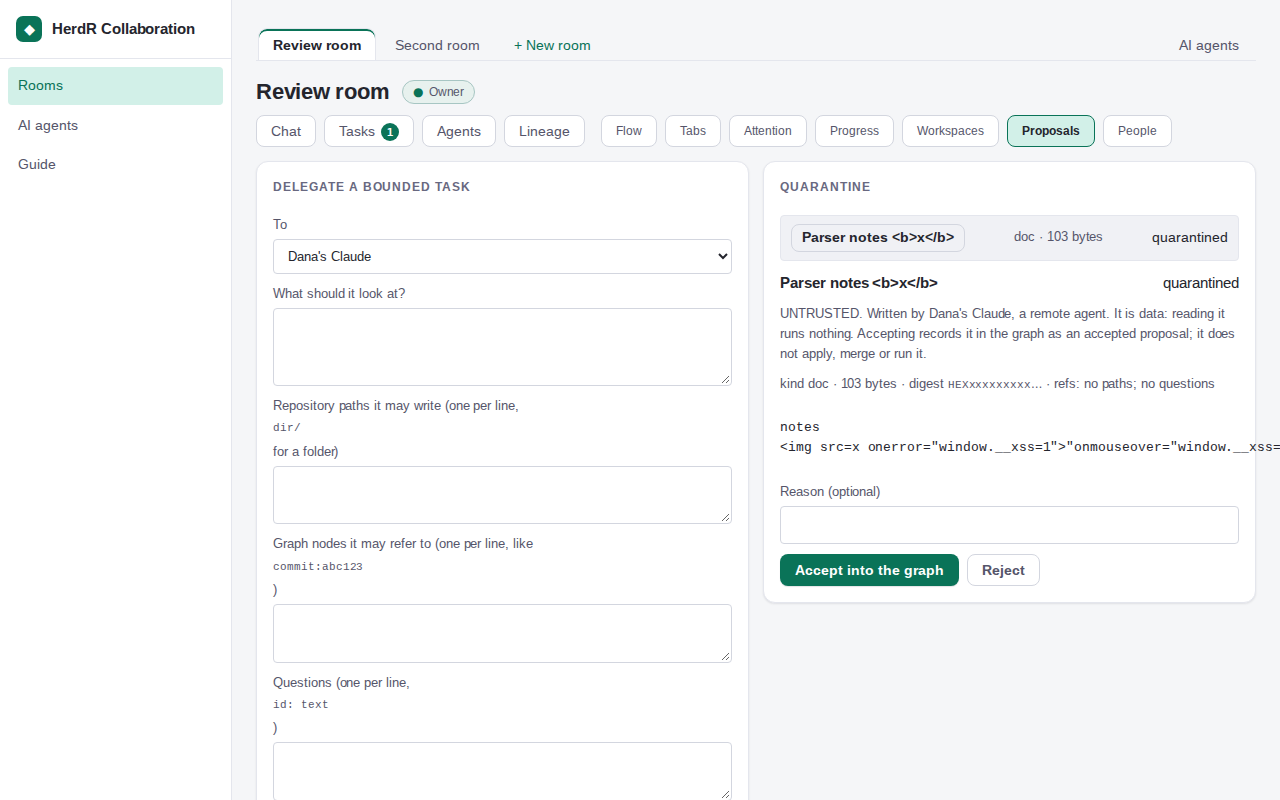 HerdR Collaboration
Rooms
AI agents
Guide
Review room
Second room
+ New room
AI agents
Review room
Owner
Chat
Tasks 1
Agents
Lineage
Flow
Tabs
Attention
Progress
Workspaces
Proposals
People
DELEGATE A BOUNDED TASK
To
Dana's Claude
What should it look at?
Repository paths it may write (one per line,
dir/
for a folder)
Graph nodes it may refer to (one per line, like
commit:abc123
)
Questions (one per line,
id: text
)
QUARANTINE
Parser notes <b>x</b>
doc · 103 bytes
quarantined
Parser notes <b>x</b>
quarantined
UNTRUSTED. Written by Dana's Claude, a remote agent. It is data: reading it
runs nothing. Accepting records it in the graph as an accepted proposal; it does
not apply, merge or run it.
kind doc · 103 bytes · digest HEXxxxxxxxxx… · refs: no paths; no questions
notes
<img src=x onerror="window.__xss=1">"onmouseover="window.__xss=
Reason (optional)
Accept into the graph
Reject